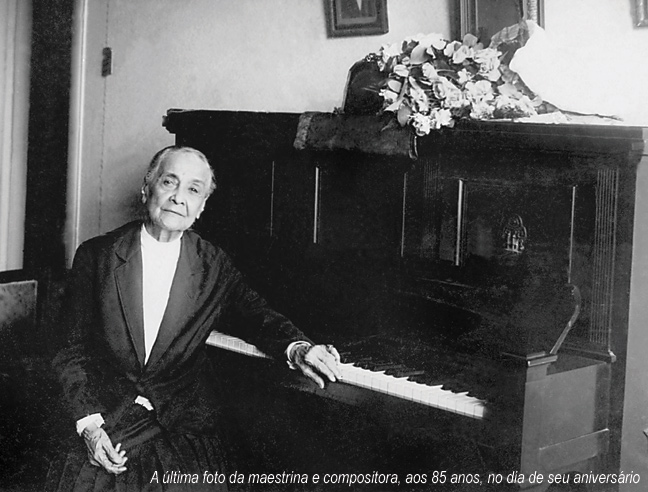 A última foto da maestrina e compositora, aos 85 anos, no dia de seu aniversário